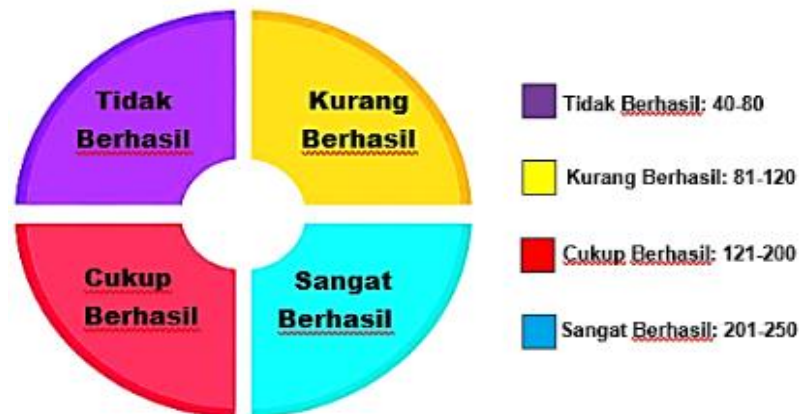 Tidak
Berhasil
Kurang
Berhasil
Cukup
Berhasil
Sangat
Berhasil
Tidak Berhasil: 40-80
Kurang Berhasil: 81-120
Cukup Berhasil: 121-200
Sangat Berhasil: 201-250